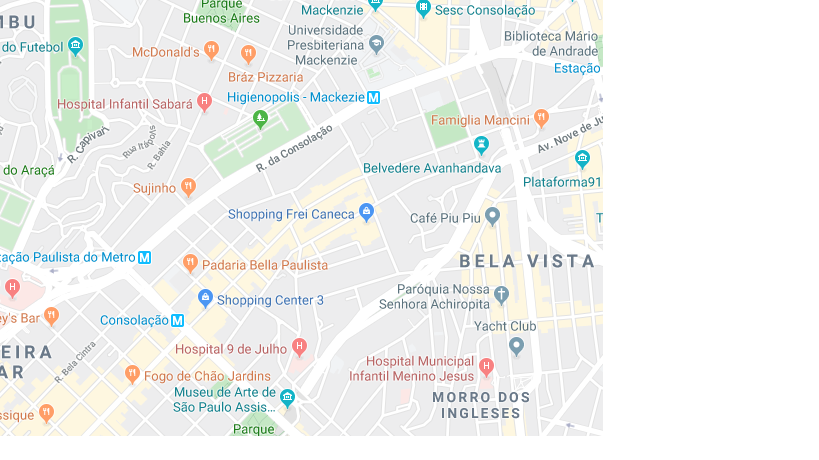 Parque
Buenos Aires
Mackenzie
Sesc Consolação
MBU
do Futebol
McDonald's
Bráz Pizzaria
Universidade
Presbiteriana
Mackenzie
Biblioteca Mário
de Andrade
Estação
Hospital Infantil Sabará
Higienopolis - Mackezie M
Famiglia Mancini
R. Capivari
Rua Itápolis
R. Bahia
R. da Consolação
Av. Nove de Ju
do Araçá
Belvedere Avanhandava
Plataforma91
Sujinho
Shopping Frei Caneca
Café Piu Piu
T
tação Paulista do Metro M
Padaria Bella Paulista
BELA VISTA
Shopping Center 3
Paróquia Nossa
Senhora Achiropita
ey's Bar
Consolação M
Yacht Club
EIRA
AR
R. Bela Cintra
Hospital 9 de Julho
Hospital Municipal
Infantil Menino Jesus
Fogo de Chão Jardins
Museu de Arte de
São Paulo Assis...
MORRO DOS
INGLESES
ssique
Parque